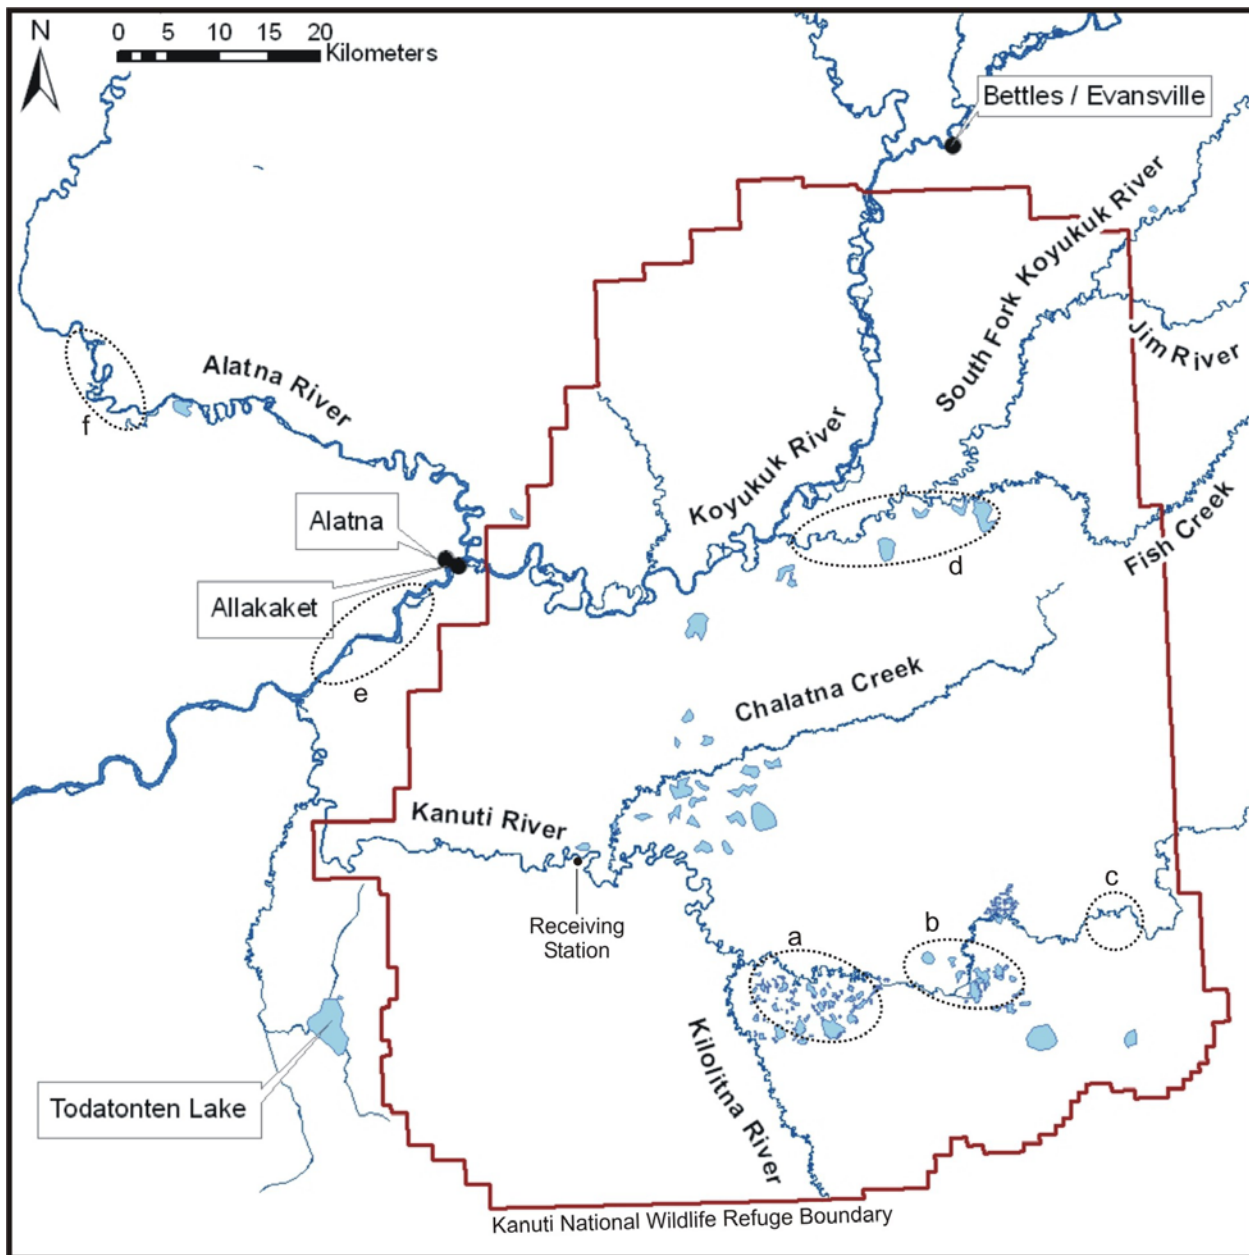 N
0 5 10 15 20
Kilometers
Bettles / Evansville
South Fork Koyukuk River
Jim River
Alatna River
f
Koyukuk River
Alatna
Fish Creek
d
Allakaket
e
Chalatna Creek
Kanuti River
c
Receiving
Station
a
b
Kilolitna River
Todatonten Lake
Kanuti National Wildlife Refuge Boundary